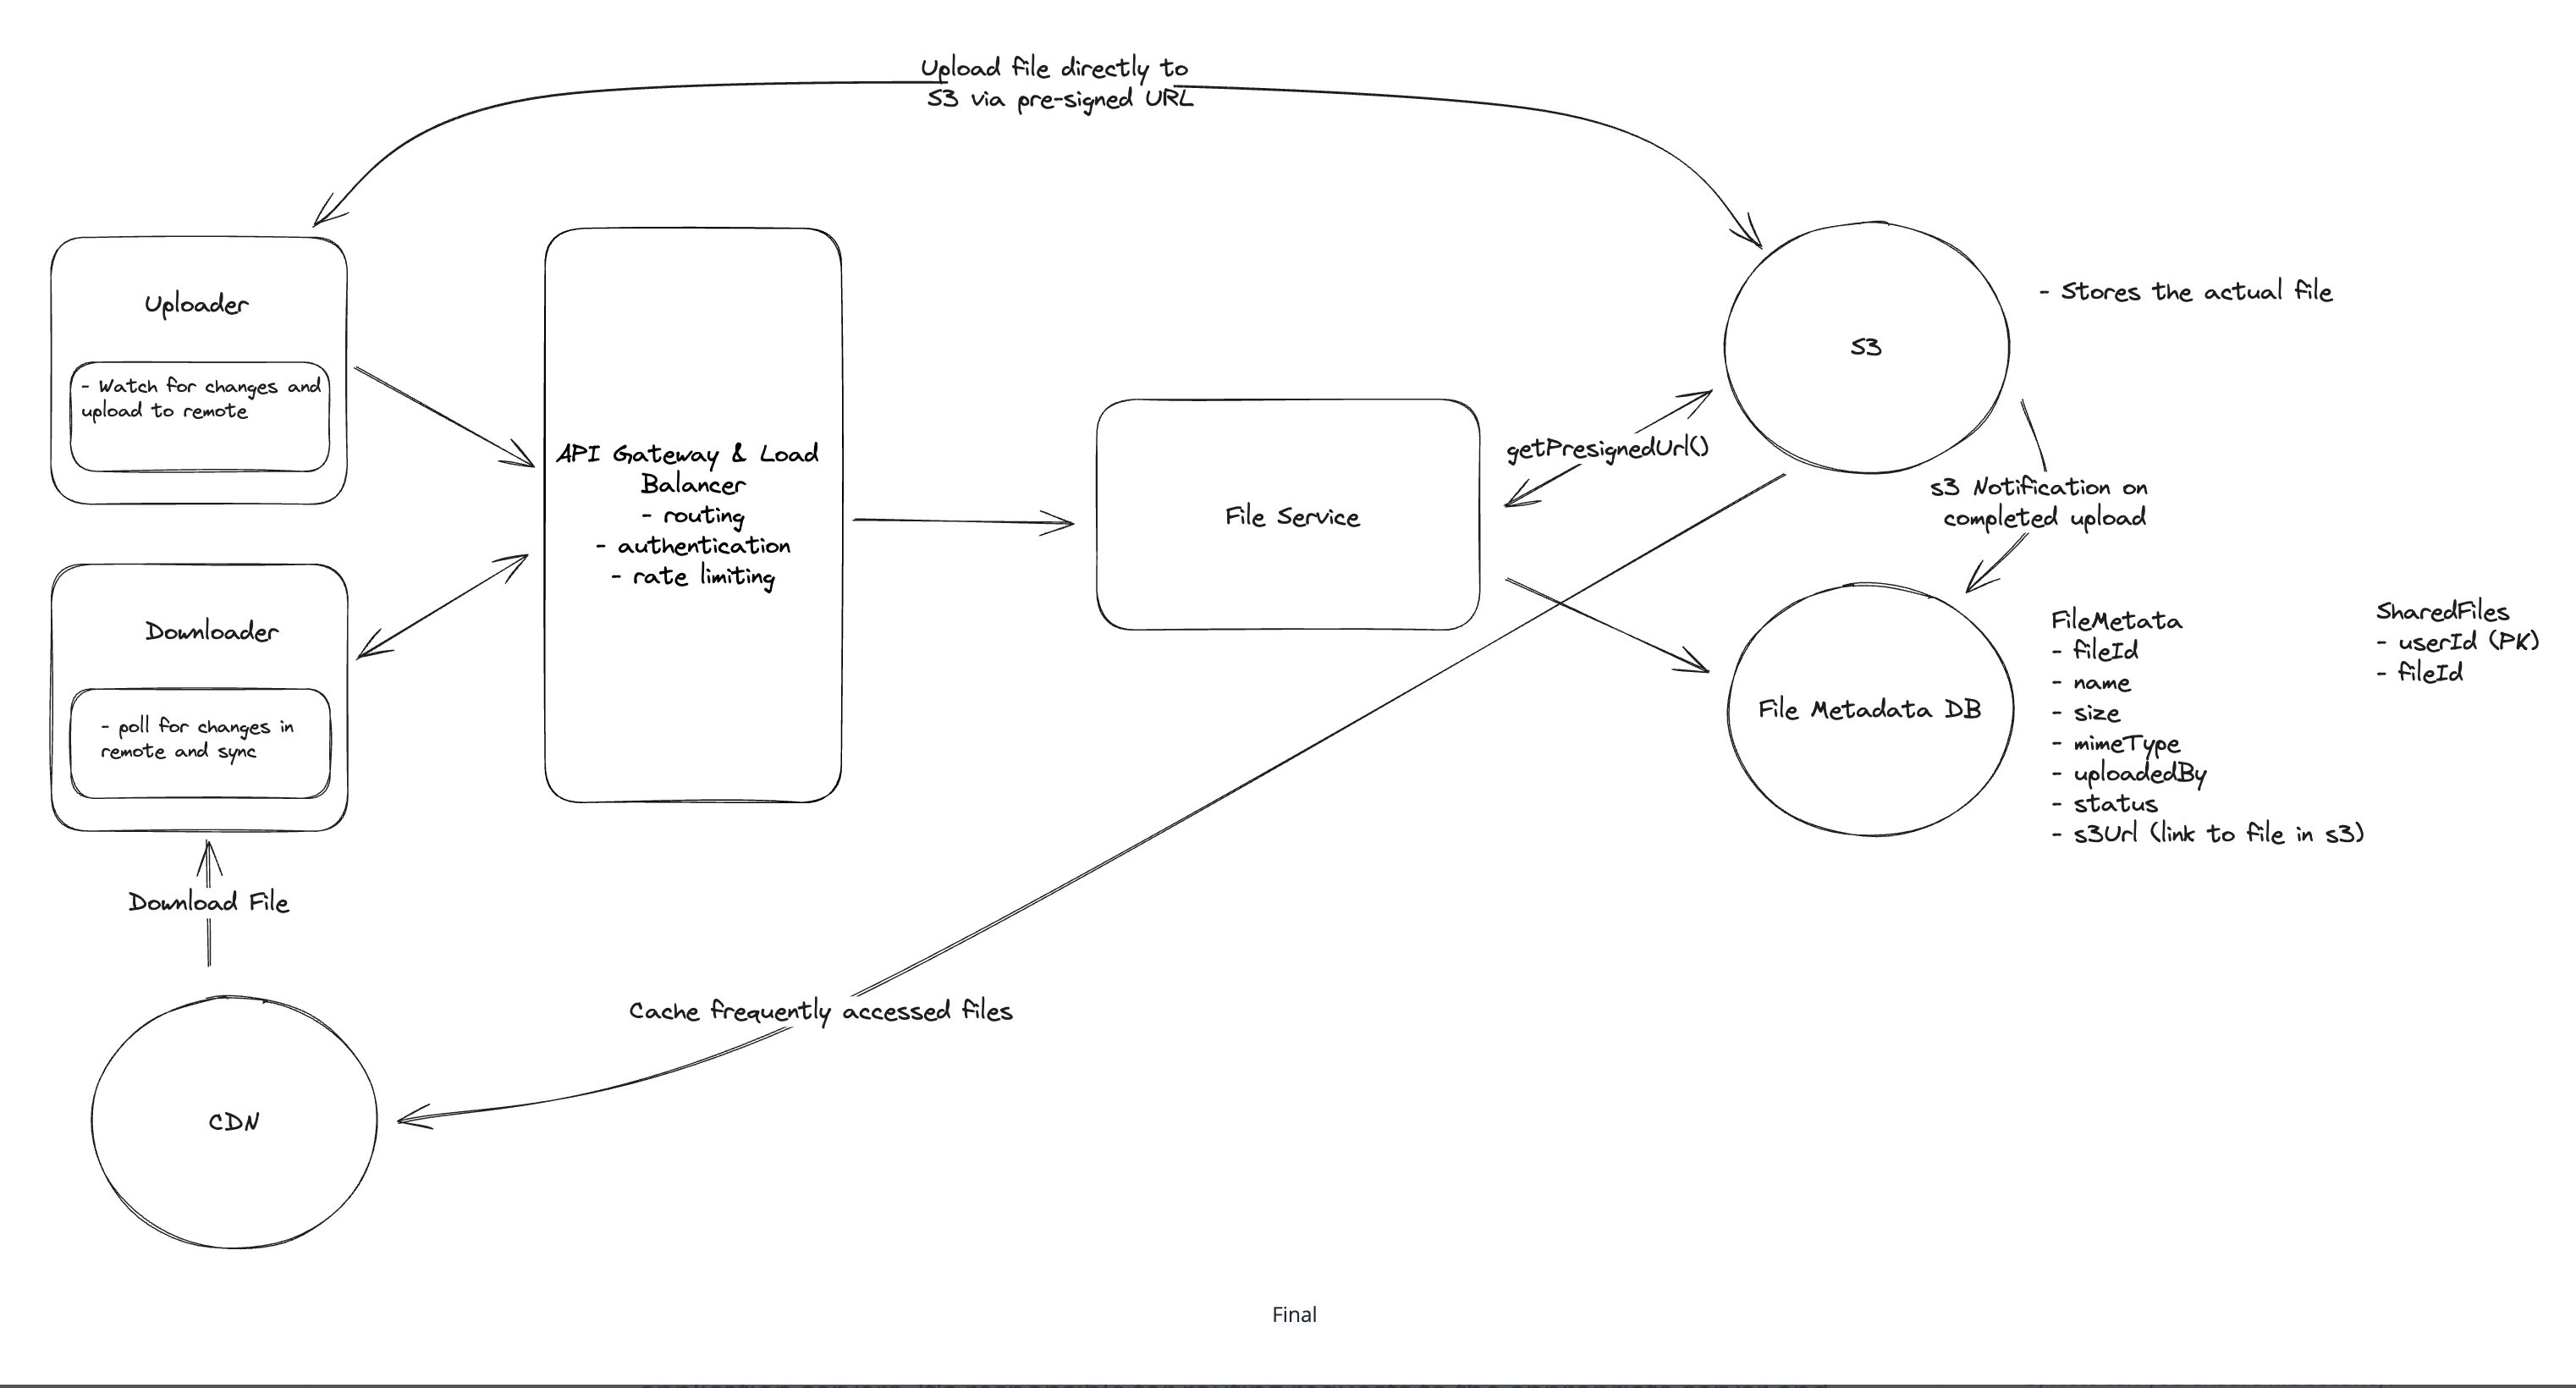 Upload file directly to
S3 via pre-signed URL
Uploader
- Watch for changes and
upload to remote
API Gateway & Load
Balancer
- routing
- authentication
- rate limiting
File Service
getPresignedUrl()
S3
- Stores the actual file
s3 Notification on
completed upload
Downloader
- poll for changes in
remote and sync
File Metadata DB
FileMetata
- fileId
- name
- size
- mimeType
- uploadedBy
- status
- s3Url (link to file in s3)
SharedFiles
- userId (PK)
- fileId
Download File
Cache frequently accessed files
CDN
Final